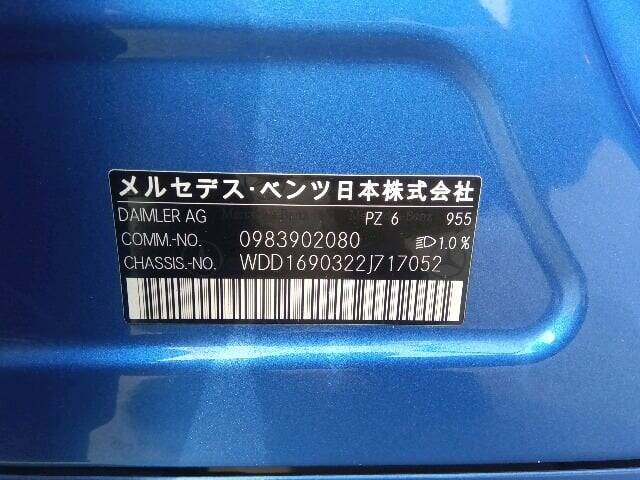 メルセデス・ベンツ日本株式会社
DAIMLER AG PZ 6 955
COMM.-NO. 0983902080 1.0%
CHASSIS.-NO. WDD1690322J717052